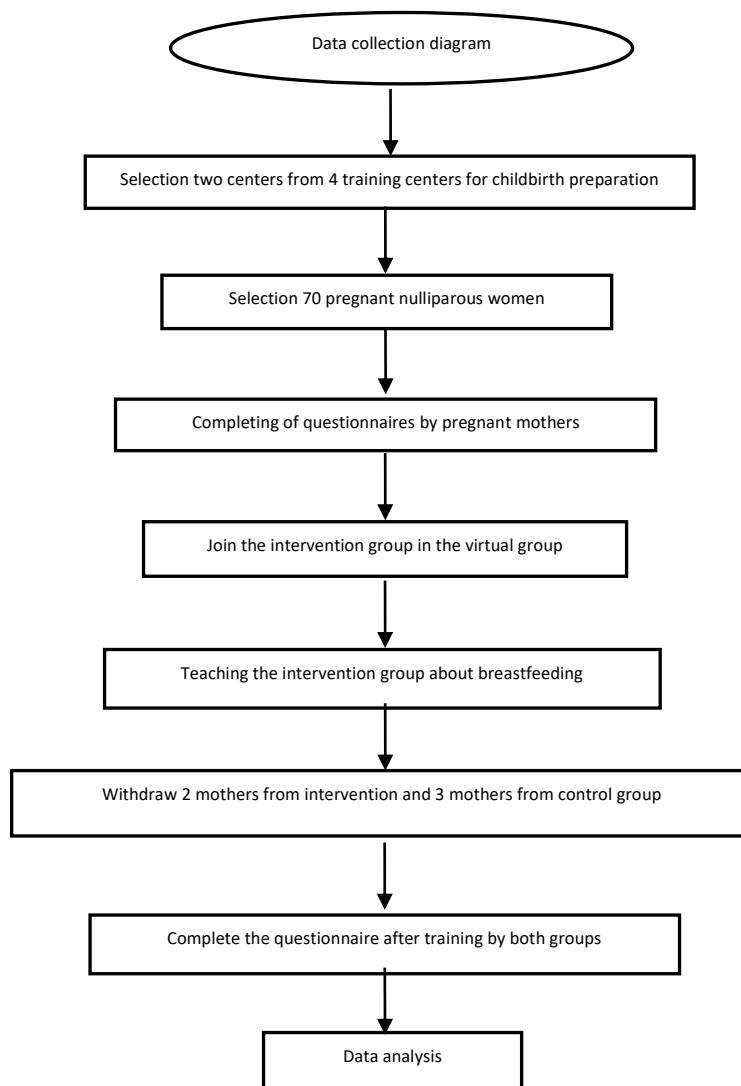 Data collection diagram
Selection two centers from 4 training centers for childbirth preparation
Selection 70 pregnant nulliparous women
Completing of questionnaires by pregnant mothers
Join the intervention group in the virtual group
Teaching the intervention group about breastfeeding
Withdraw 2 mothers from intervention and 3 mothers from control group
Complete the questionnaire after training by both groups
Data analysis